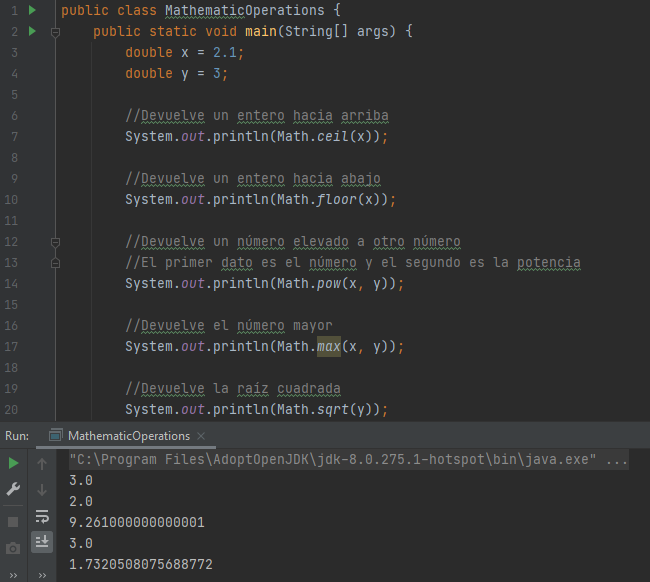 1 public class MathematicOperations {
2 public static void main(String[] args) {
3 double x = 2.1;
4 double y = 3;
5
6 //Devuelve un entero hacia arriba
7 System.out.println(Math.ceil(x));
8
9 //Devuelve un entero hacia abajo
10 System.out.println(Math.floor(x));
11
12 //Devuelve un número elevado a otro número
13 //El primer dato es el número y el segundo es la potencia
14 System.out.println(Math.pow(x, y));
15
16 //Devuelve el número mayor
17 System.out.println(Math.max(x, y));
18
19 //Devuelve la raiz cuadrada
20 System.out.println(Math.sqrt(y));
Run: MathematicOperations ×
"C:\Program Files\AdoptOpenJDK\jdk-8.0.275.1-hotspot\bin\java.exe" ...
3.0
2.0
9.261000000000001
3.0
1.7320508075688772